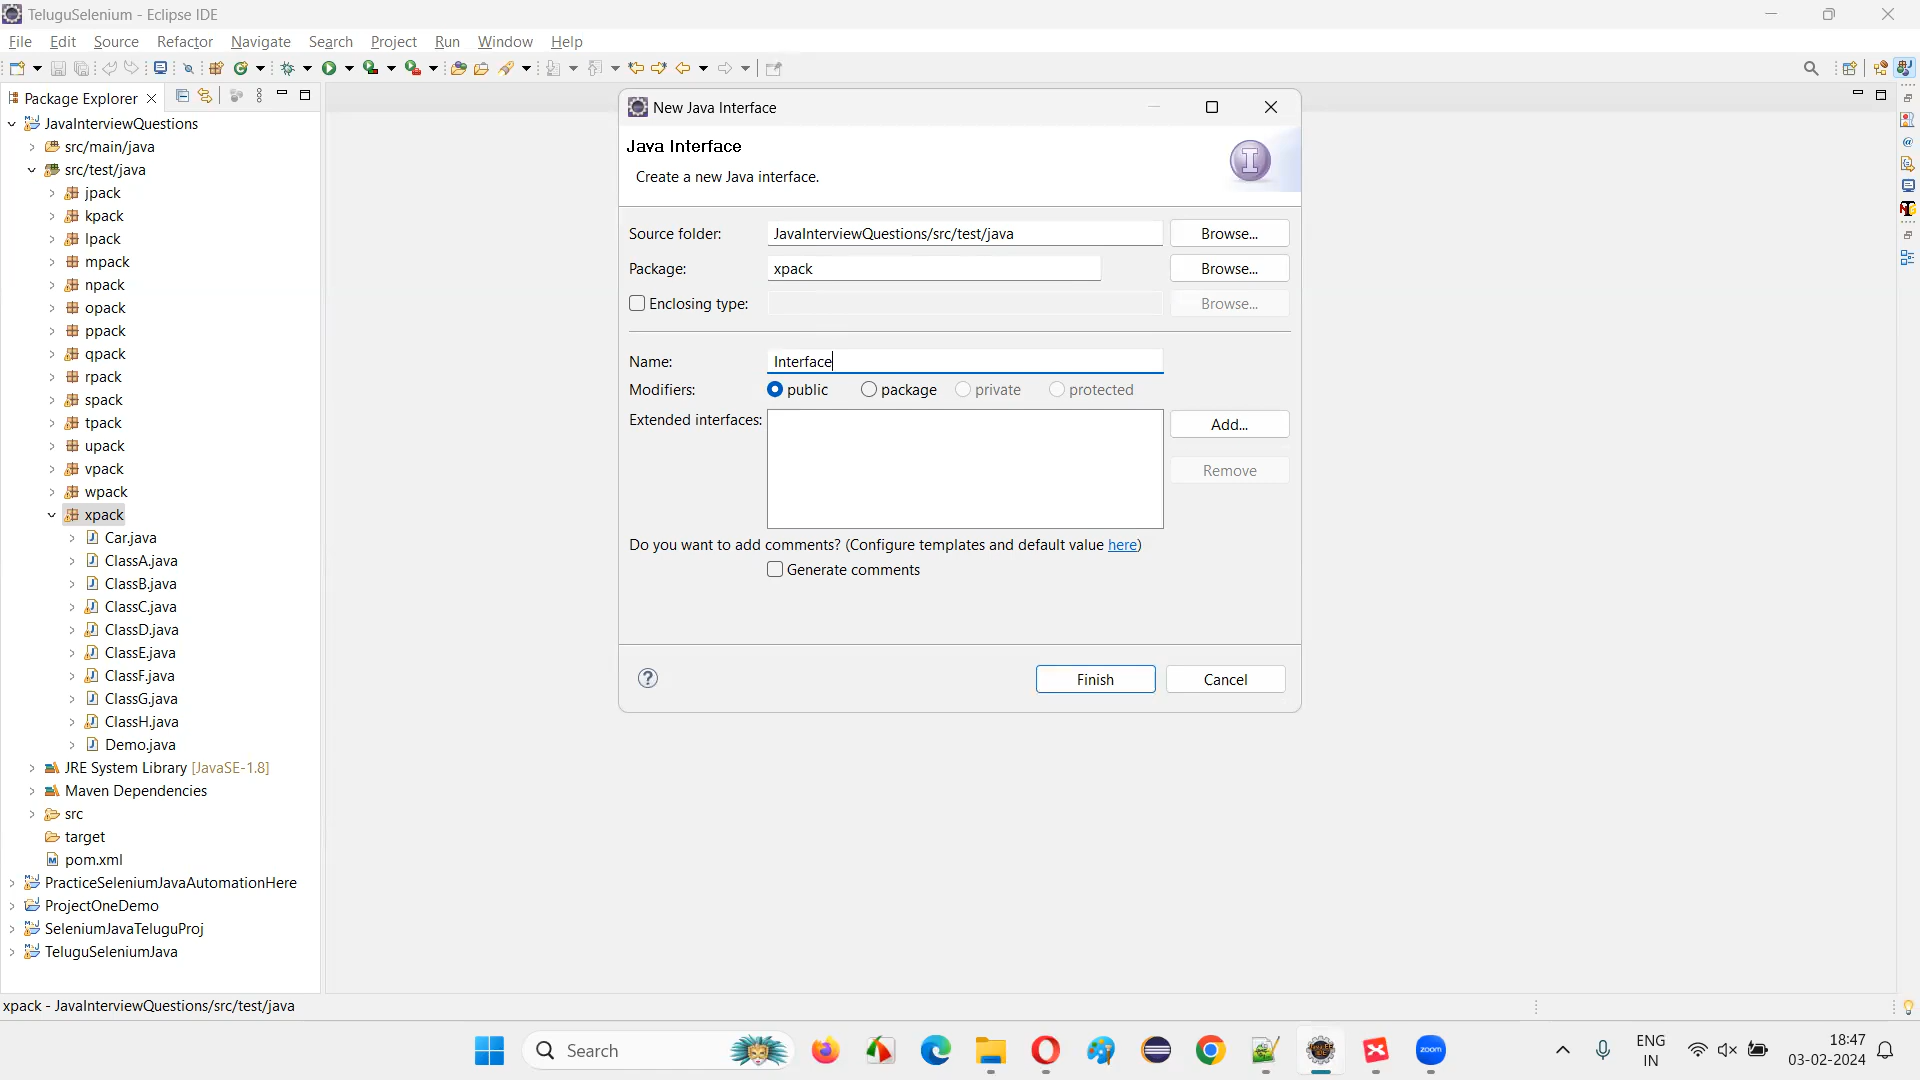 TeluguSelenium - Eclipse IDE
File Edit Source Refactor Navigate Search Project Run Window Help
Package Explorer
JavaInterviewQuestions
src/main/java
src/test/java
jpack
kpack
lpack
mpack
npack
opack
ppack
qpack
rpack
spack
tpack
upack
vpack
wpack
xpack
Car.java
ClassA.java
ClassB.java
ClassC.java
ClassD.java
ClassE.java
ClassF.java
ClassG.java
ClassH.java
Demo.java
JRE System Library [JavaSE-1.8]
Maven Dependencies
src
target
pom.xml
PracticeSeleniumJavaAutomationHere
ProjectOneDemo
SeleniumJavaTeluguProj
TeluguSeleniumJava
New Java Interface
Java Interface
Create a new Java interface.
Source folder: JavaInterviewQuestions/src/test/java Browse...
Package: xpack Browse...
Enclosing type: Browse...
Name: Interface
Modifiers: public package private protected
Extended interfaces: Add...
Remove
Do you want to add comments? (Configure templates and default value here)
Generate comments
Finish Cancel
xpack - JavaInterviewQuestions/src/test/java
Search
zoom
ENG
IN
18:47
03-02-2024